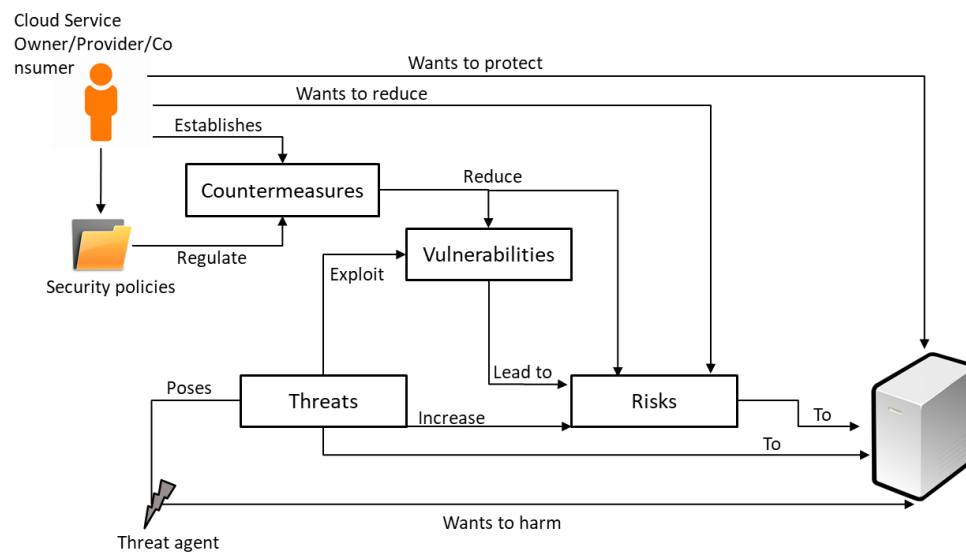 Cloud Service
Owner/Provider/Co
nsumer
Wants to protect
Wants to reduce
Establishes
Countermeasures
Reduce
Regulate
Security policies
Vulnerabilities
Exploit
Poses
Threats
Lead to
Increase
Risks
To
To
Wants to harm
Threat agent